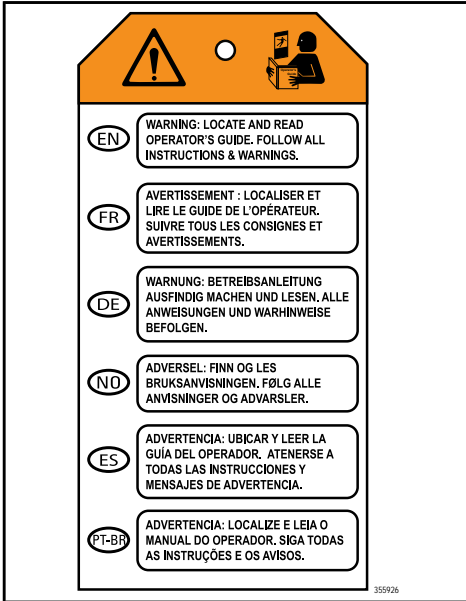 EN
WARNING: LOCATE AND READ
OPERATOR'S GUIDE. FOLLOW ALL
INSTRUCTIONS & WARNINGS.
FR
AVERTISSEMENT : LOCALISER ET
LIRE LE GUIDE DE L'OPÉRATEUR.
SUIVRE TOUS LES CONSIGNES ET
AVERTISSEMENTS.
DE
WARNUNG: BETREIBSANLEITUNG
AUSFINDIG MACHEN UND LESEN. ALLE
ANWEISUNGEN UND WARHINWEISE
BEFOLGEN.
NO
ADVERSEL: FINN OG LES
BRUKSANVISNINGEN. FØLG ALLE
ANVISNINGER OG ADVARSLER.
ES
ADVERTENCIA: UBICAR Y LEER LA
GUÍA DEL OPERADOR. ATENERSE A
TODAS LAS INSTRUCCIONES Y
MENSAJES DE ADVERTENCIA.
PT-BR
ADVERTENCIA: LOCALIZE E LEIA O
MANUAL DO OPERADOR. SIGA TODAS
AS INSTRUÇÕES E OS AVISOS.
355926